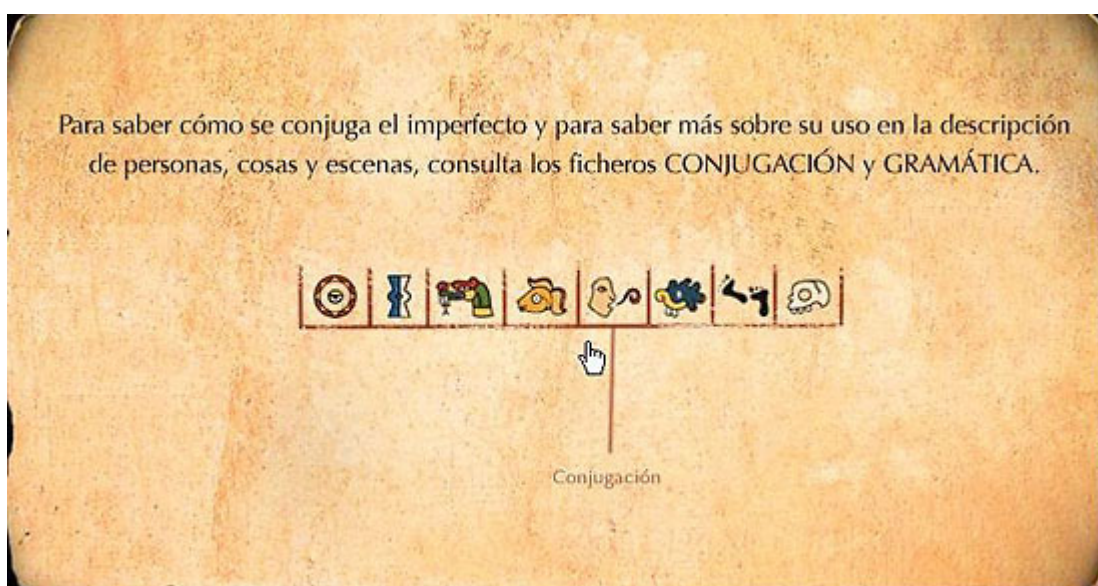 Para saber cómo se conjuga el imperfecto y para saber más sobre su uso en la descripción
de personas, cosas y escenas, consulta los ficheros CONJUGACIÓN y GRAMÁTICA.
Conjugación